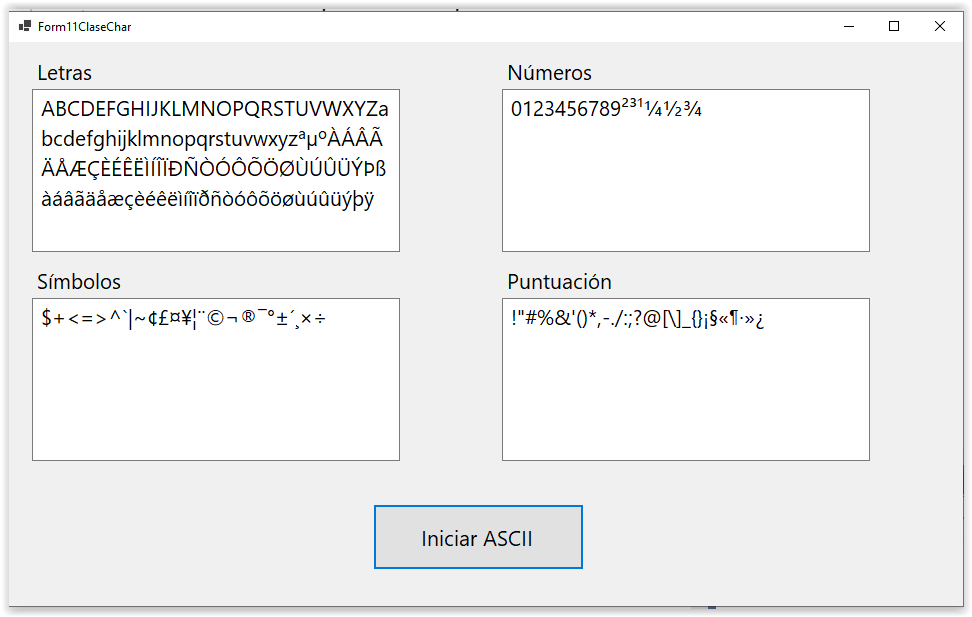 Form11ClaseChar
Letras
ABCDEFGHIJKLMNOPQRSTUVWXYZa
bcdefghijklmnopqrstuvwxyzªµºÀÁÂÃ
ÄÅÆÇÈÉÊËÌÍÎÏÐÑÒÓÔÕÖØÙÚÛÜÝÞß
àáâãäåæçèéêëìíîïðñòóôõöøùúûüýþÿ
Números
0123456789²³¹¼½¾
Símbolos
$+<=>^`|~¢£¤¥¦¨©¬®¯°±´¸×÷
Puntuación
!"#%&'()*,-./:;?@[\]_{}¡§«¶·»¿
Iniciar ASCII